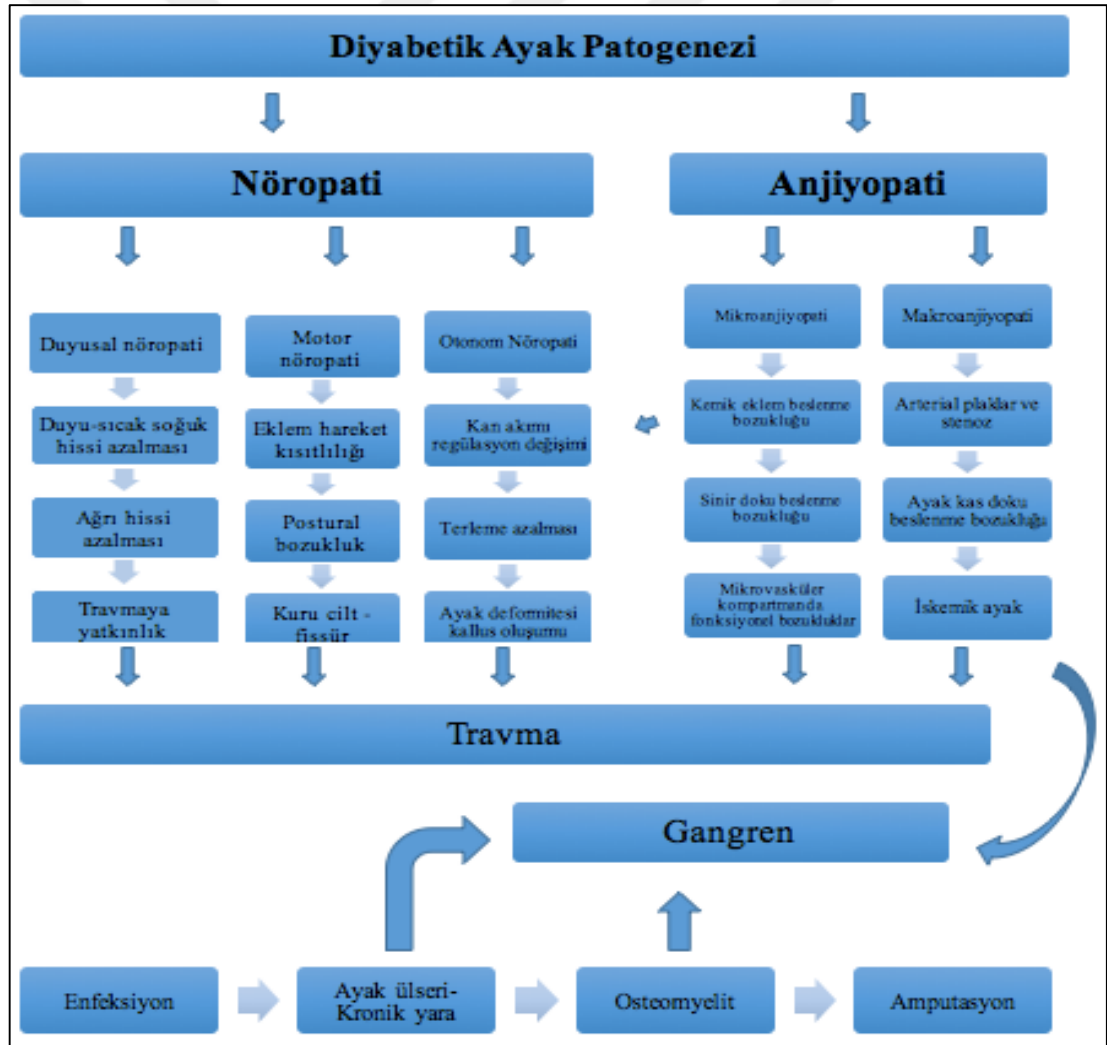 Diyabetik Ayak Patogenezi
Nöropati
Anjiyopati
Duyusal nöropati
Duyu-sıcak soğuk
hissi azalması
Ağrı hissi
azalması
Travmaya
yatkınlık
Motor
nöropati
Eklem hareket
kısıtlılığı
Postural
bozukluk
Kuru cilt -
fissür
Otonom Nöropati
Kan akımı
regülasyon değişimi
Terleme azalması
Ayak deformitesi
kallus oluşumu
Mikroanjiyopati
Kemik eklem beslenme
bozukluğu
Sinir doku beslenme
bozukluğu
Mikrovasküler
kompartmanda
fonksiyonel bozukluklar
Makroanjiyopati
Arterial plaklar ve
stenoz
Ayak kas doku
beslenme bozukluğu
İskemik ayak
Travma
Gangren
Enfeksiyon
Ayak ülseri-
Kronik yara
Osteomyelit
Amputasyon